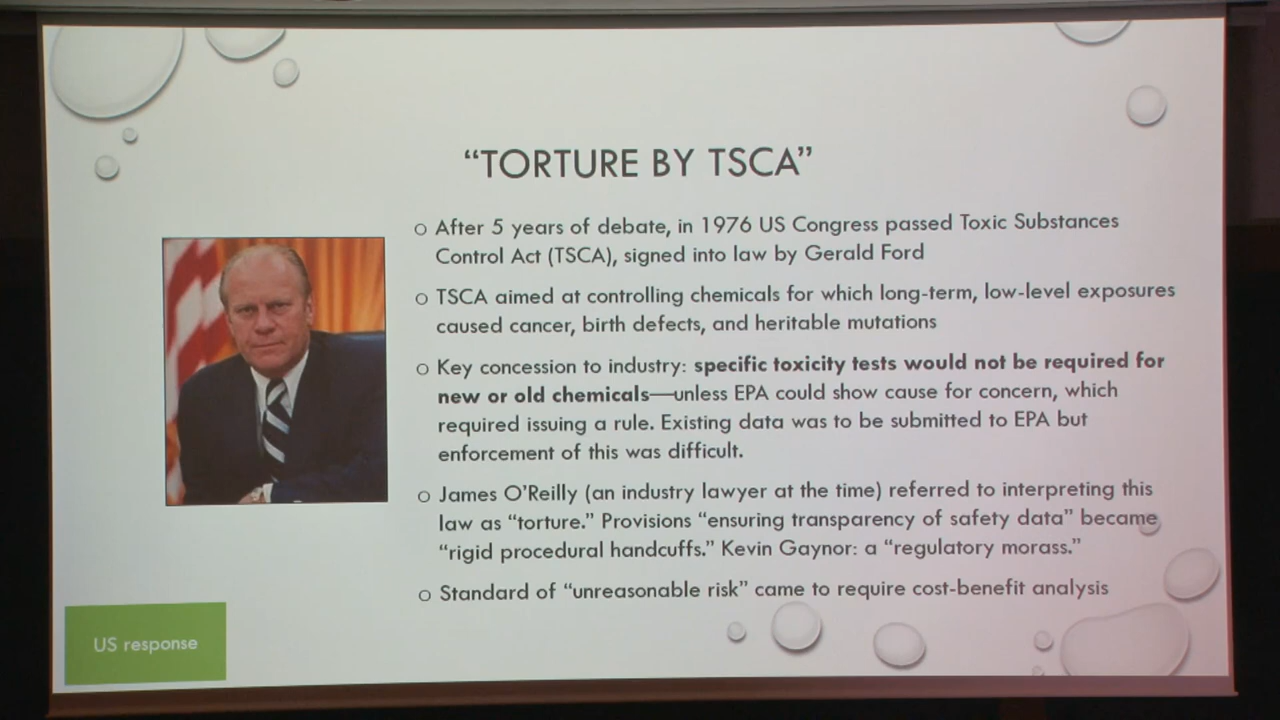 “TORTURE BY TSCA”
After 5 years of debate, in 1976 US Congress passed Toxic Substances
Control Act (TSCA), signed into law by Gerald Ford
TSCA aimed at controlling chemicals for which long-term, low-level exposures
caused cancer, birth defects, and heritable mutations
Key concession to industry: specific toxicity tests would not be required for
new or old chemicals—unless EPA could show cause for concern, which
required issuing a rule. Existing data was to be submitted to EPA but
enforcement of this was difficult.
James O’Reilly (an industry lawyer at the time) referred to interpreting this
law as “torture.” Provisions “ensuring transparency of safety data” became
“rigid procedural handcuffs.” Kevin Gaynor: a “regulatory morass.”
Standard of “unreasonable risk” came to require cost-benefit analysis
US response